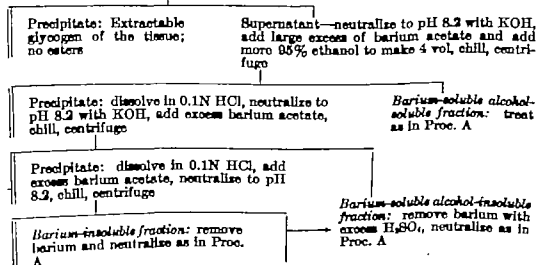 Precipitate: Extractable
glycogen of the tissue;
no esters
Supernatant—neutralize to pH 8.2 with KOH,
add large excess of barium acetate and add
more 95% ethanol to make 4 vol, chill, centri-
fuge
Precipitate: dissolve in 0.1N HCl, neutralize to
pH 8.2 with KOH, add excess barium acetate,
chill, centrifuge
Barium-soluble alcohol-
soluble fraction: treat
as in Proc. A
Precipitate: dissolve in 0.1N HCl, add
excess barium acetate, neutralize to pH
8.2, chill, centrifuge
Barium-soluble alcohol-insoluble
fraction: remove barium with
excess H₂SO₄, neutralize as in
Proc. A
Barium-insoluble fraction: remove
barium and neutralize as in Proc.
A